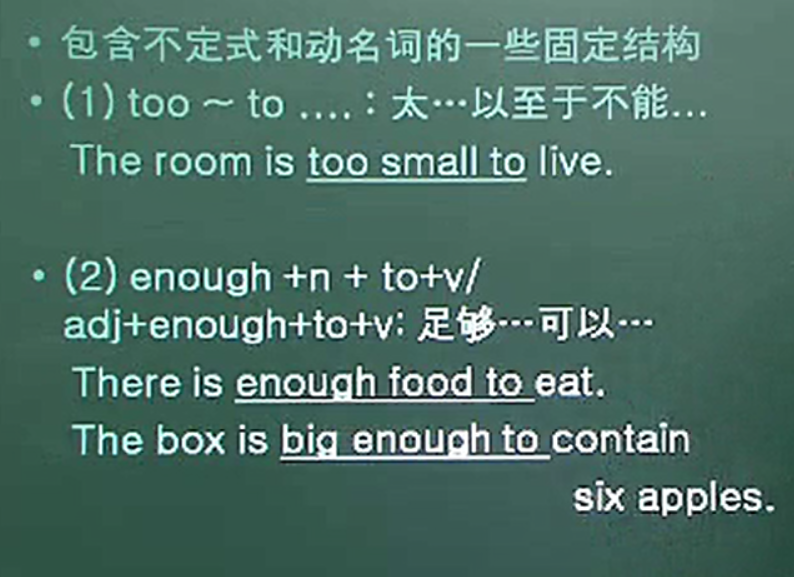 • 包含不定式和动名词的一些固定结构
• (1) too ~ to ....：太…以至于不能...
The room is too small to live.
• (2) enough +n + to+v/
adj+enough+to+v: 足够…可以…
There is enough food to eat.
The box is big enough to contain
six apples.